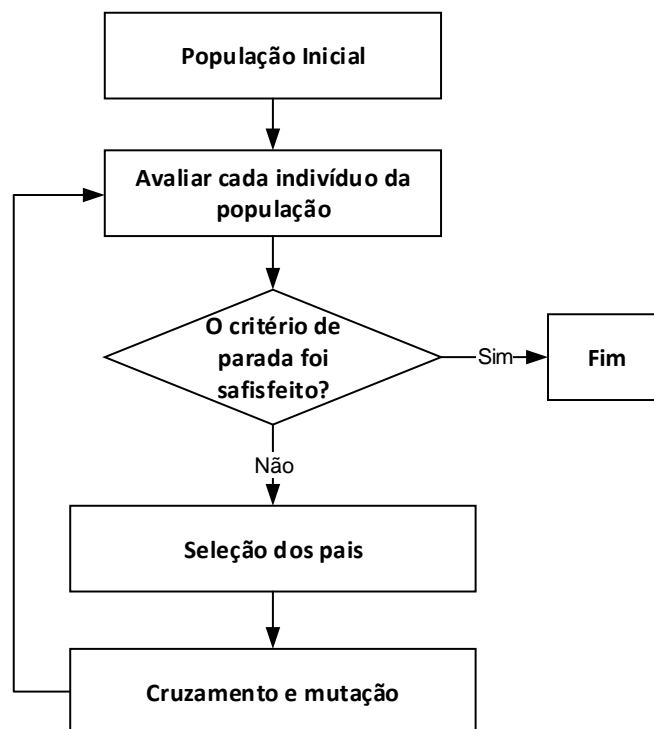 População Inicial
Avaliar cada indivíduo da
população
O critério de
parada foi
safisfeito?
Sim
Fim
Não
Seleção dos pais
Cruzamento e mutação